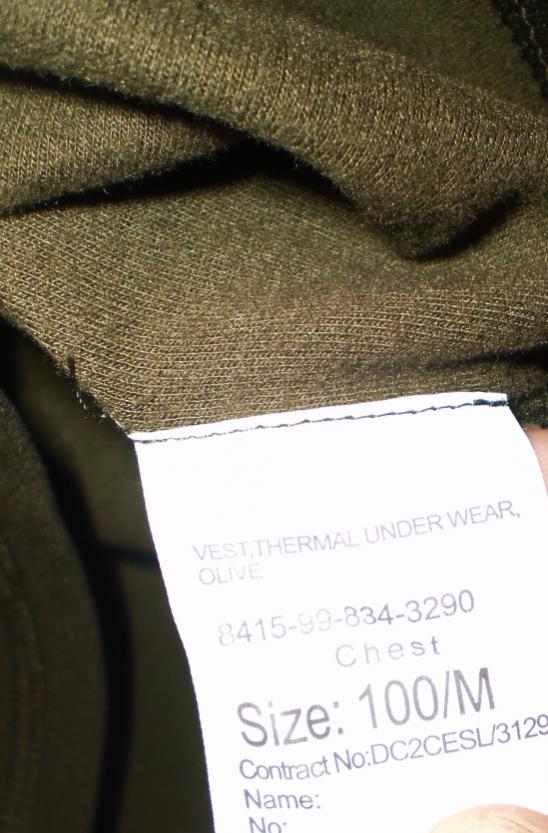 VEST,THERMAL UNDER WEAR,
OLIVE
8415-99-834-3290
Chest
Size: 100/M
Contract No:DC2CESL/3129
Name:
No: